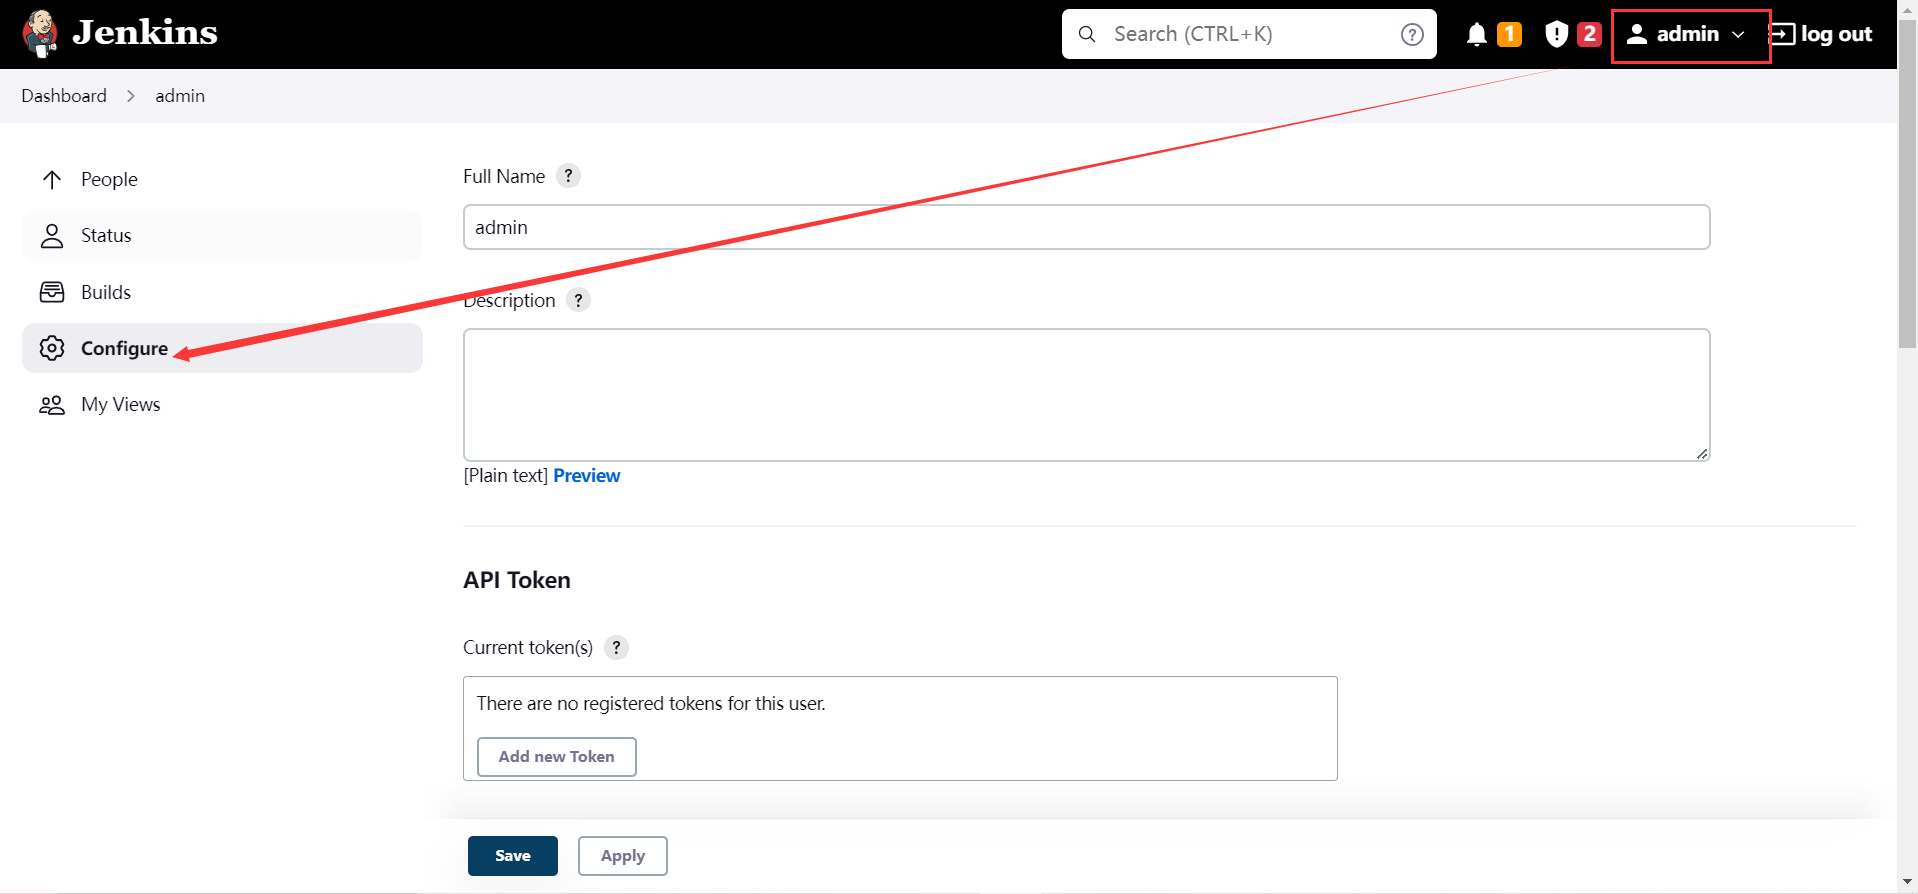 Jenkins
Search (CTRL+K) ?
1
! 2
admin
log out
Dashboard > admin
People
Status
Builds
Configure
My Views
Full Name ?
admin
Description ?
[Plain text] Preview
API Token
Current token(s) ?
There are no registered tokens for this user.
Add new Token
Save
Apply